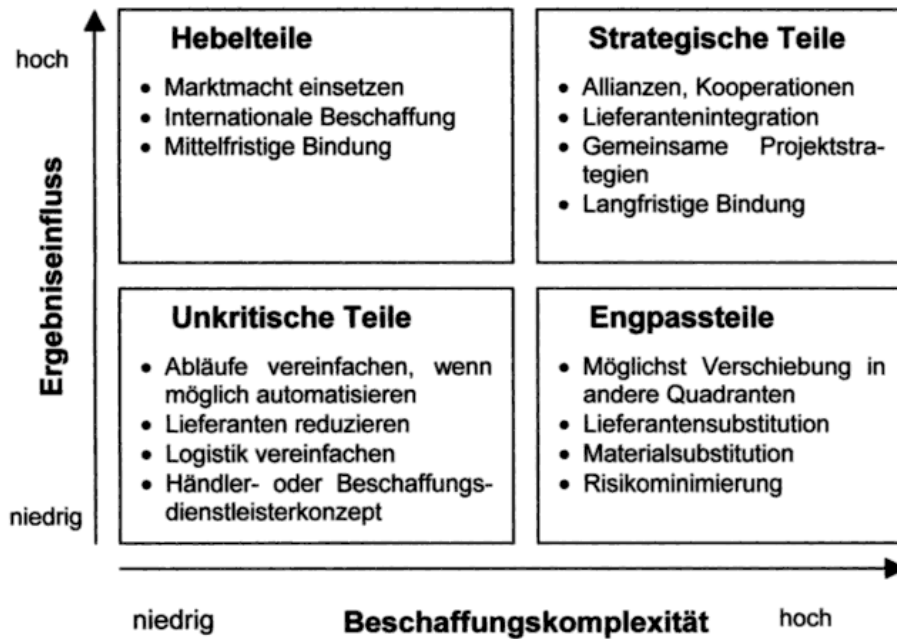 hoch
Ergebniseinfluss
niedrig
Hebelteile
• Marktmacht einsetzen
• Internationale Beschaffung
• Mittelfristige Bindung
Strategische Teile
• Allianzen, Kooperationen
• Lieferantenintegration
• Gemeinsame Projektstra-
tegien
• Langfristige Bindung
Unkritische Teile
• Abläufe vereinfachen, wenn
möglich automatisieren
• Lieferanten reduzieren
• Logistik vereinfachen
• Händler- oder Beschaffungs-
dienstleisterkonzept
Engpassteile
• Möglichst Verschiebung in
andere Quadranten
• Lieferantensubstitution
• Materialsubstitution
• Risikominimierung
niedrig
Beschaffungskomplexität
hoch